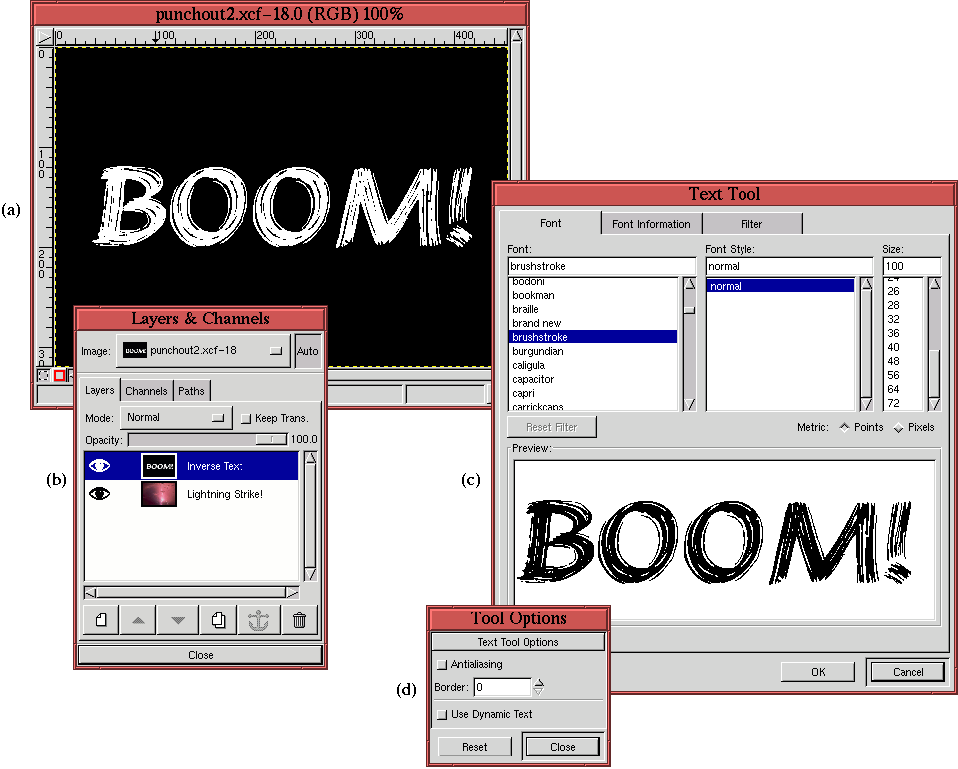 punchout2.xcf-18.0 (RGB) 100%
0 100 200 300 400
0
100
200
3
BOOM!
(a)
Layers & Channels
Image: BOOM! punchout2.xcf-18 Auto
Layers Channels Paths
Mode: Normal Keep Trans.
Opacity: 100.0
BOOM! Inverse Text
Lightning Strike!
Close
(b)
Text Tool
Font Font Information Filter
Font: Font Style: Size:
brushstroke normal 100
bodoni normal 24
bookman 26
braille 28
brand new 32
brushstroke 36
burgundian 40
caligula 48
capacitor 56
capri 64
carrickcaps 72
Reset Filter Metric: Points Pixels
Preview:
BOOM!
OK Cancel
(c)
Tool Options
Text Tool Options
Antialiasing
Border: 0
Use Dynamic Text
Reset Close
(d)